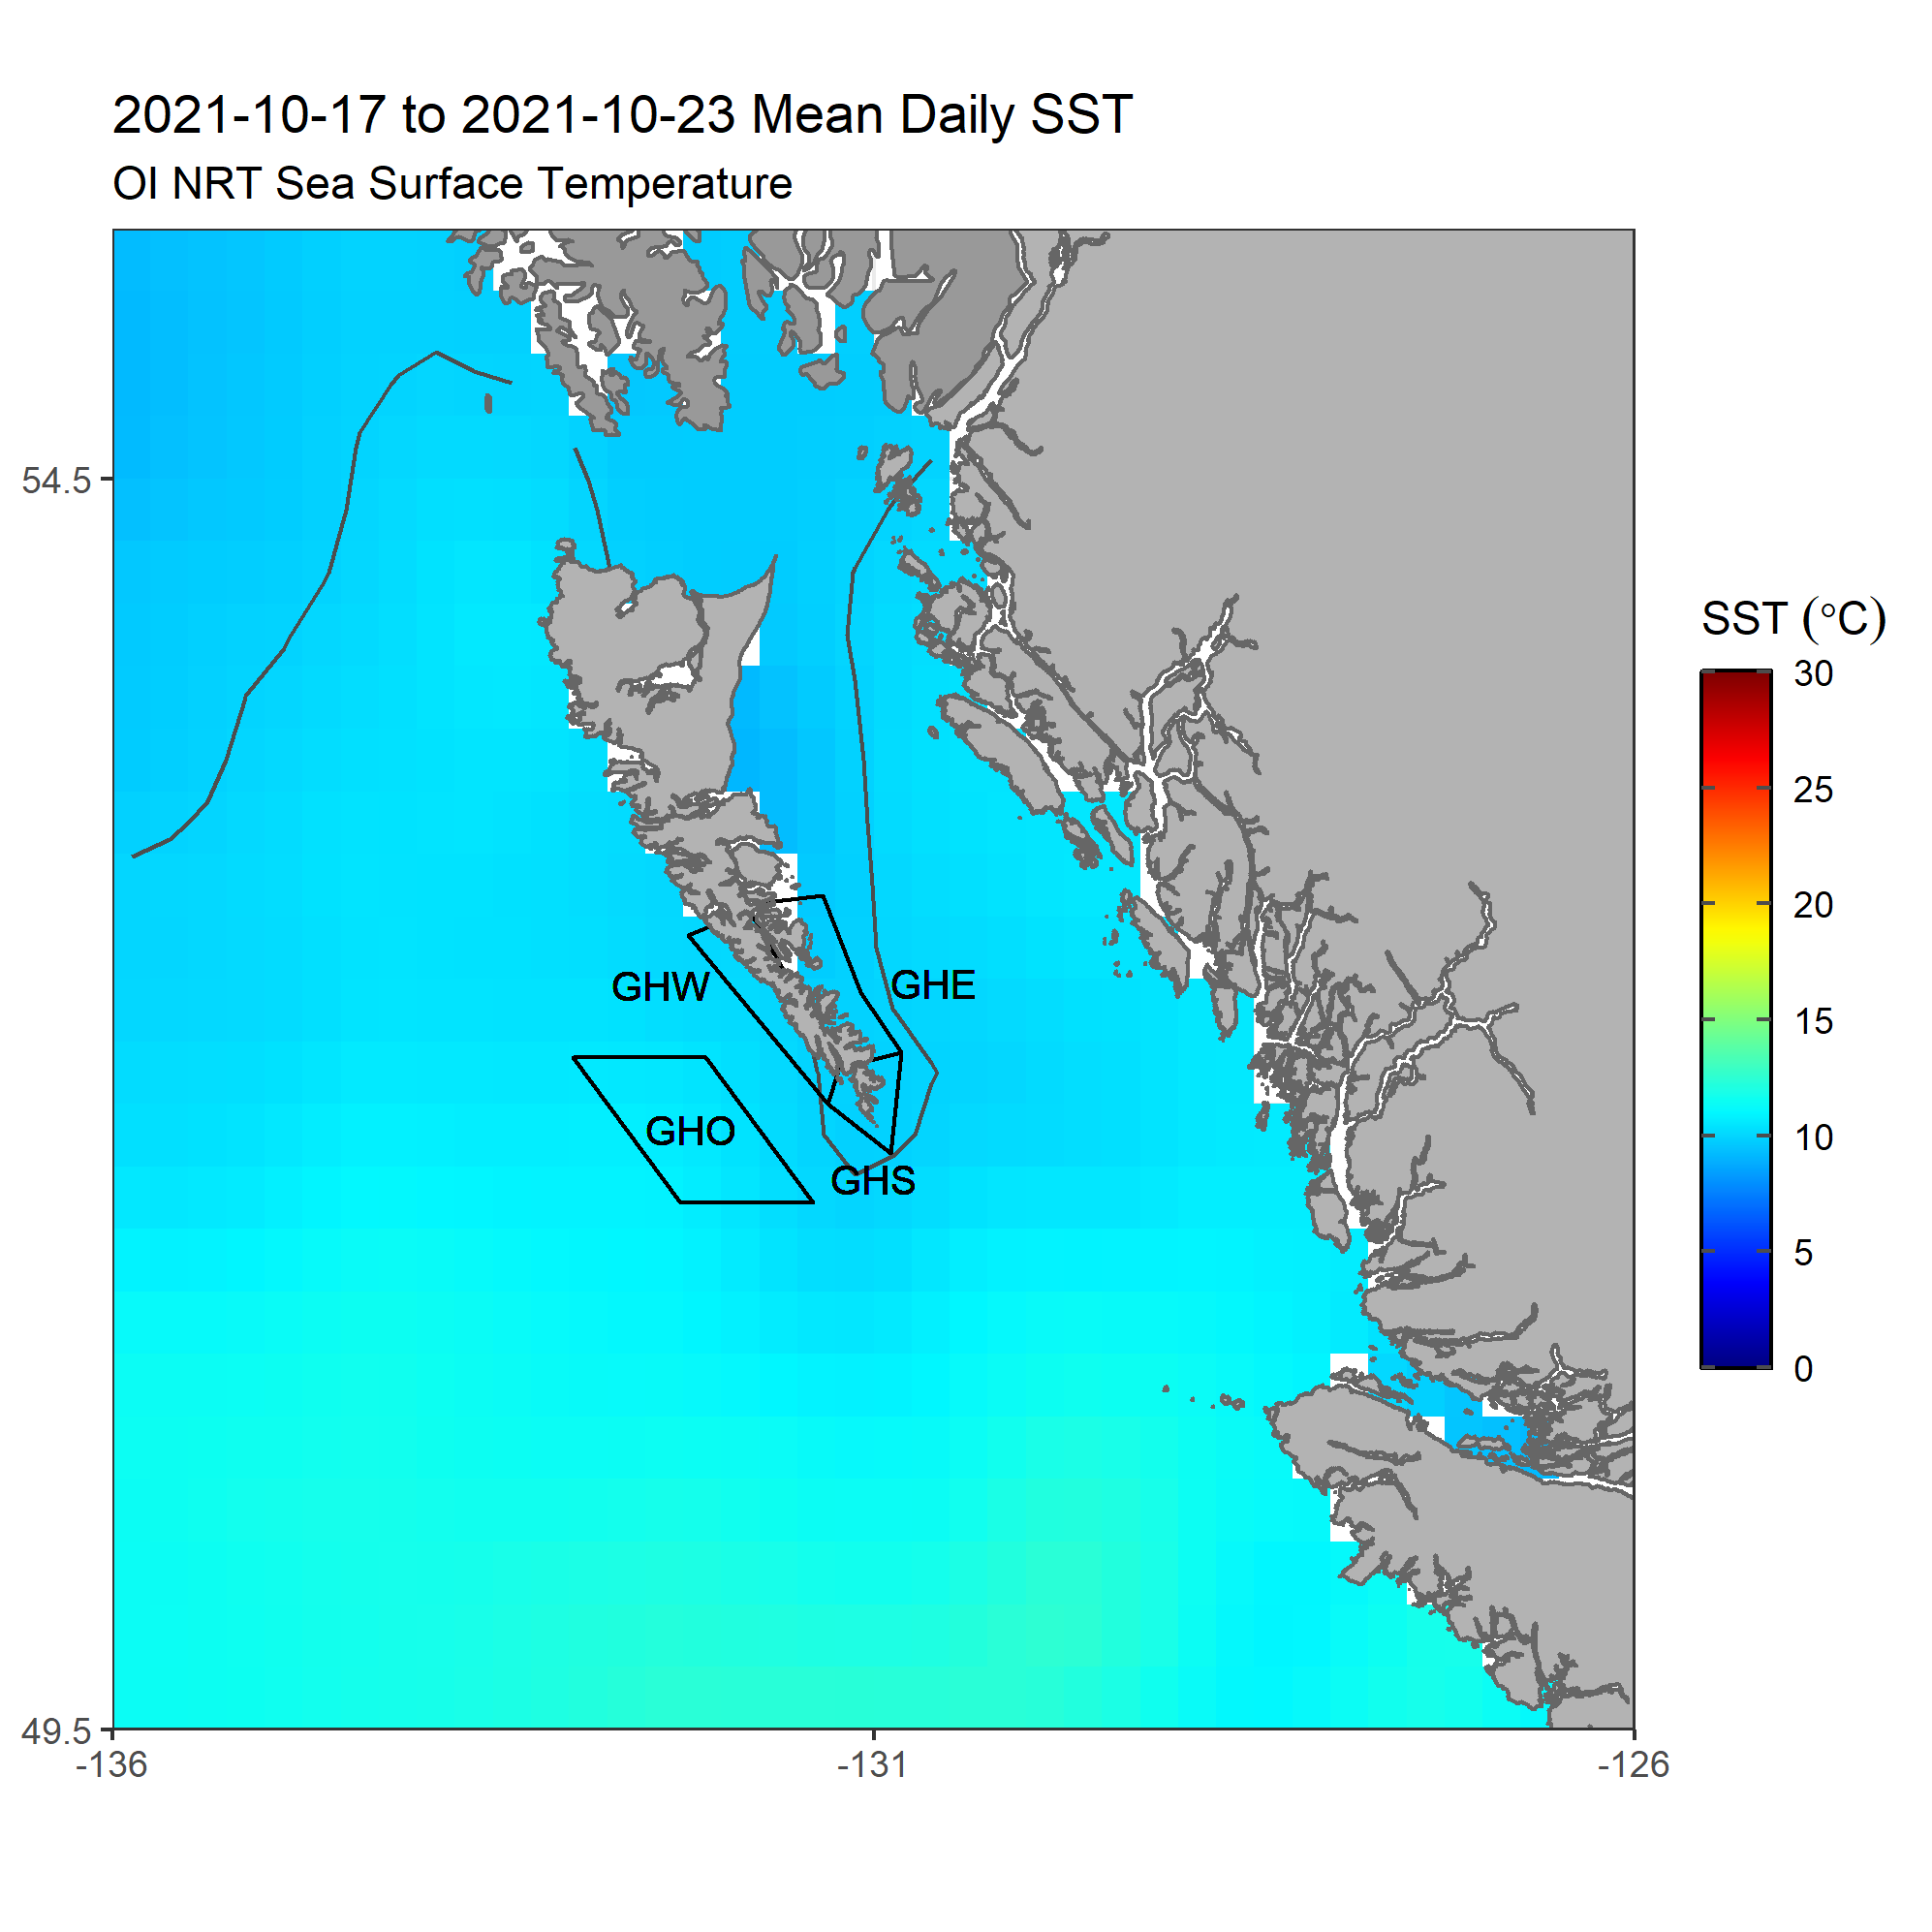 2021-10-17 to 2021-10-23 Mean Daily SST
OI NRT Sea Surface Temperature
54.5
49.5
-136
-131
-126
GHW
GHE
GHO
GHS
SST (°C)
30
25
20
15
10
5
0